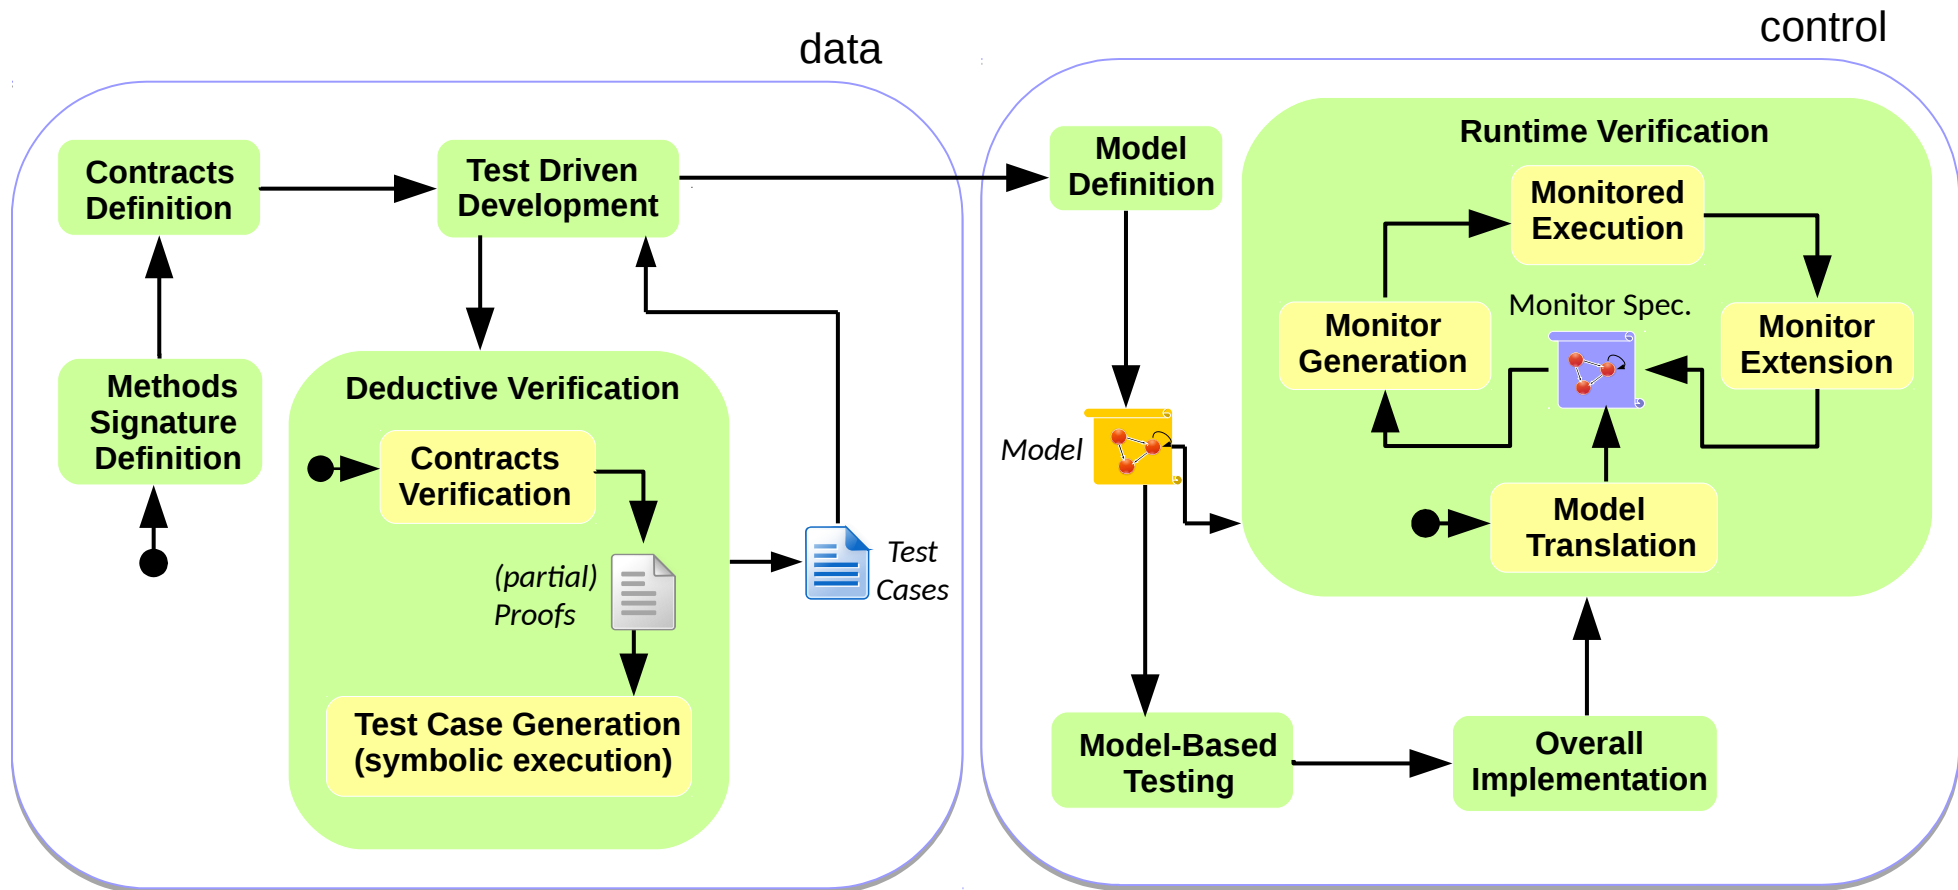 data
control
Contracts
Definition
Test Driven
Development
Methods
Signature
Definition
Deductive Verification
Contracts
Verification
(partial)
Proofs
Test Case Generation
(symbolic execution)
Test
Cases
Model
Definition
Model
Model-Based
Testing
Overall
Implementation
Runtime Verification
Monitored
Execution
Monitor Spec.
Monitor
Generation
Monitor
Extension
Model
Translation